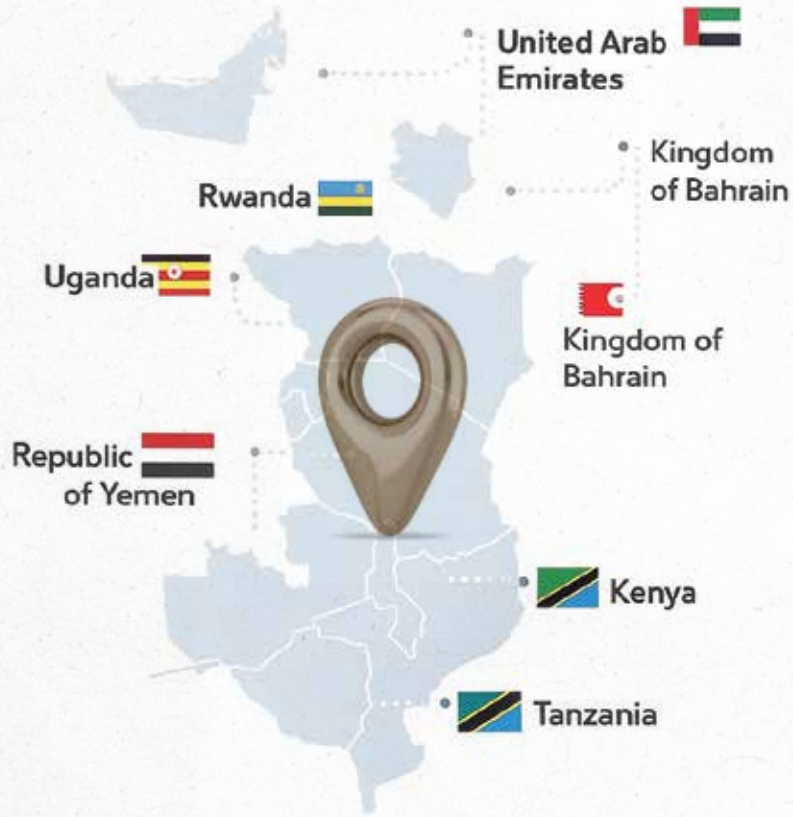 United Arab
Emirates
Kingdom
of Bahrain
Rwanda
Uganda
Kingdom of
Bahrain
Republic
of Yemen
Kenya
Tanzania